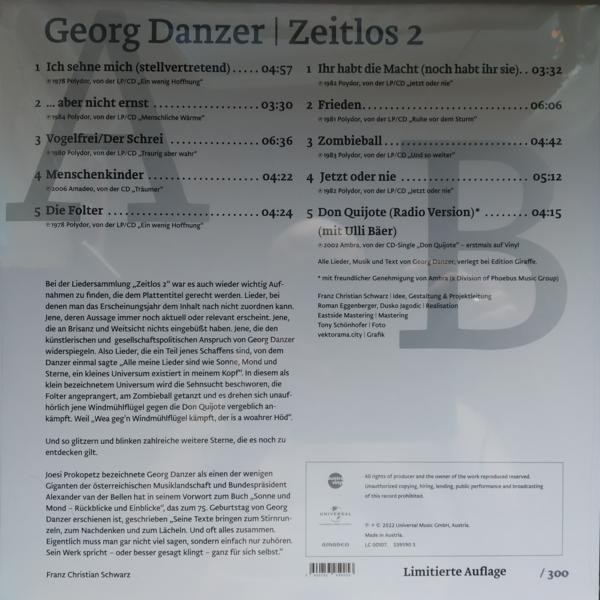 Georg Danzer | Zeitlos 2
1 Ich sehne mich (stellvertretend) ..... 04:57
℗ 1978 Polydor, von der LP/CD „Ein wenig Hoffnung“
2 ... aber nicht ernst ..................... 03:30
℗ 1984 Polydor, von der LP/CD „Menschliche Wärme“
3 Vogelfrei/Der Schrei ................... 06:36
℗ 1980 Polydor, von der LP/CD „Traurig aber wahr“
4 Menschenkinder ...................... 04:22
℗ 2006 Amadeo, von der CD „Träumer“
5 Die Folter ............................. 04:24
℗ 1978 Polydor, von der LP/CD „Ein wenig Hoffnung“
A
Bei der Liedersammlung „Zeitlos 2“ war es auch wieder wichtig Auf-
nahmen zu finden, die dem Plattentitel gerecht werden. Lieder, bei
denen man das Erscheinungsjahr dem Inhalt nach nicht zuordnen kann.
Jene, deren Aussage immer noch aktuell oder relevant erscheint. Jene,
die an Brisanz und Weitsicht nichts eingebüßt haben. Jene, die den
künstlerischen und gesellschaftspolitischen Anspruch von Georg Danzer
widerspiegeln. Also Lieder, die ein Teil jenes Schaffens sind, von dem
Danzer einmal sagte „Alle meine Lieder sind wie Sonne, Mond und
Sterne, ein kleines Universum existiert in meinem Kopf“. In diesem als
klein bezeichnetem Universum wird die Sehnsucht beschworen, die
Folter angeprangert, am Zombieball getanzt und es drehen sich unauf-
hörlich jene Windmühlflügel gegen die Don Quijote vergeblich an-
kämpft. Weil „Wea geg'n Windmühlflügel kämpft, der is a woahrer Höd“.
Und so glitzern und blinken zahlreiche weitere Sterne, die es noch zu
entdecken gilt.
Joesi Prokopetz bezeichnete Georg Danzer als einen der wenigen
Giganten der österreichischen Musiklandschaft und Bundespräsident
Alexander van der Bellen hat in seinem Vorwort zum Buch „Sonne und
Mond – Rückblicke und Einblicke“, das zum 75. Geburtstag von Georg
Danzer erschienen ist, geschrieben „Seine Texte bringen zum Stirnrun-
zeln, zum Nachdenken und zum Lächeln. Und oft alles zusammen.
Eigentlich muss man gar nicht viel sagen, sondern einfach nur zuhören.
Sein Werk spricht – oder besser gesagt klingt – ganz für sich selbst.“
Franz Christian Schwarz
1 Ihr habt die Macht (noch habt ihr sie). . 03:32
℗ 1982 Polydor, von der LP/CD „Jetzt oder nie“
2 Frieden................................. 06:06
℗ 1981 Polydor, von der LP/CD „Ruhe vor dem Sturm“
3 Zombieball ............................ 04:42
℗ 1983 Polydor, von der LP/CD „Und so weiter“
4 Jetzt oder nie .......................... 05:12
℗ 1982 Polydor, von der LP/CD „Jetzt oder nie“
5 Don Quijote (Radio Version)* ......... 04:15
(mit Ulli Bäer)
℗ 2002 Ambra, von der CD-Single „Don Quijote“ – erstmals auf Vinyl
B
Alle Lieder, Musik und Text von Georg Danzer, verlegt bei Edition Giraffe.
* mit freundlicher Genehmigung von Ambra (a Division of Phoebus Music Group)
Franz Christian Schwarz | Idee, Gestaltung & Projektleitung
Roman Eggenberger, Dusko Jagodic | Realisation
Eastside Mastering | Mastering
Tony Schönhofer | Foto
vektorama.city | Grafik
All rights of producer and the owner of the work reproduced reserved.
Unauthorized copying, hiring, lending, public performance and broadcasting
of this record prohibited.
UNIVERSAL
℗ + © 2022 Universal Music GmbH, Austria.
Made in Austria.
amadeo
LC 00107. 539590 3
Limitierte Auflage / 300